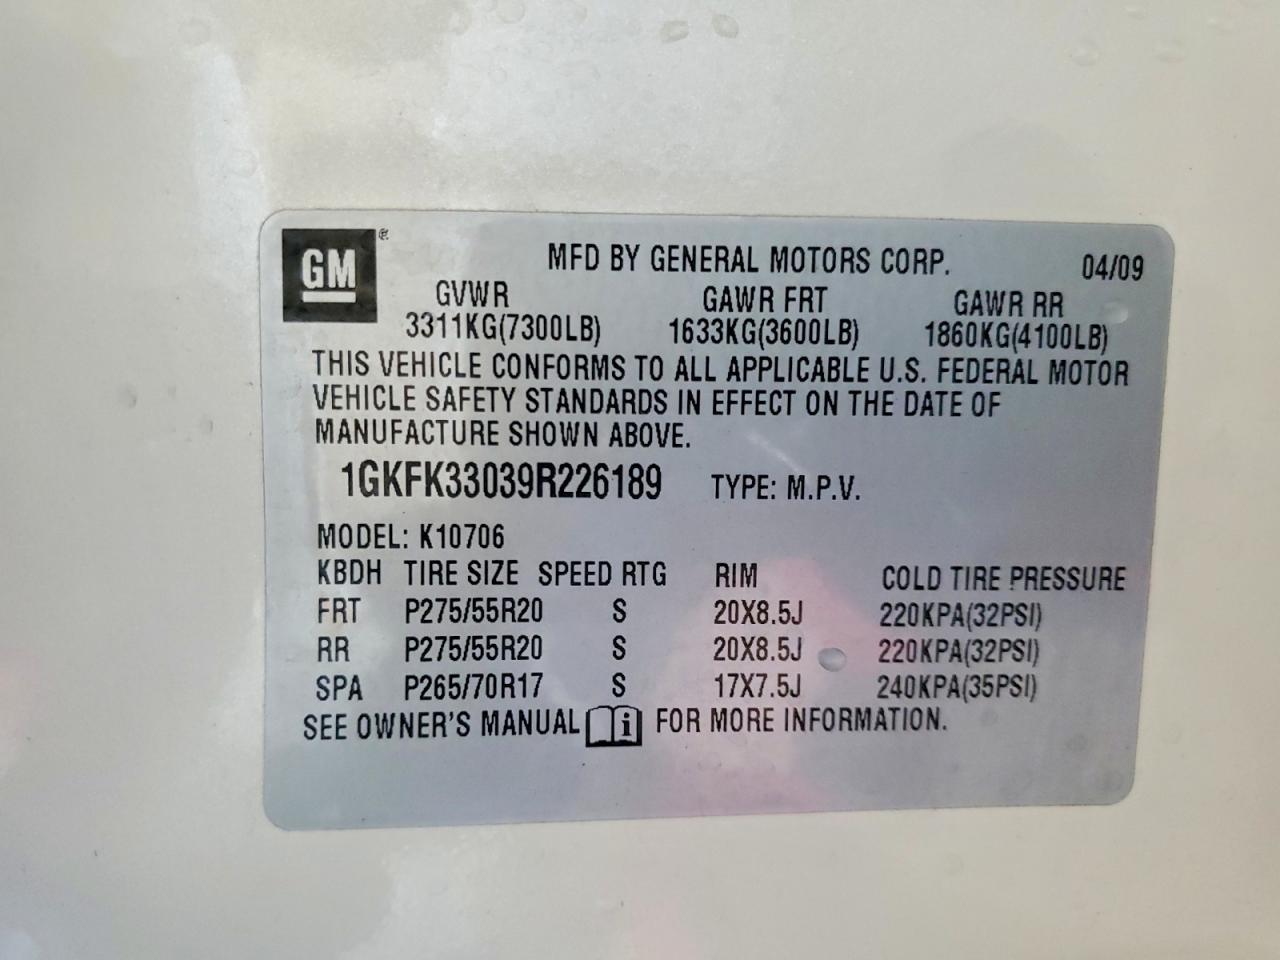 GM
MFD BY GENERAL MOTORS CORP. 04/09
GVWR GAWR FRT GAWR RR
3311KG(7300LB) 1633KG(3600LB) 1860KG(4100LB)
THIS VEHICLE CONFORMS TO ALL APPLICABLE U.S. FEDERAL MOTOR
VEHICLE SAFETY STANDARDS IN EFFECT ON THE DATE OF
MANUFACTURE SHOWN ABOVE.
1GKFK33039R226189 TYPE: M.P.V.
MODEL: K10706
KBDH TIRE SIZE SPEED RTG RIM COLD TIRE PRESSURE
FRT P275/55R20 S 20X8.5J 220KPA(32PSI)
RR P275/55R20 S 20X8.5J 220KPA(32PSI)
SPA P265/70R17 S 17X7.5J 240KPA(35PSI)
SEE OWNER'S MANUAL i FOR MORE INFORMATION.